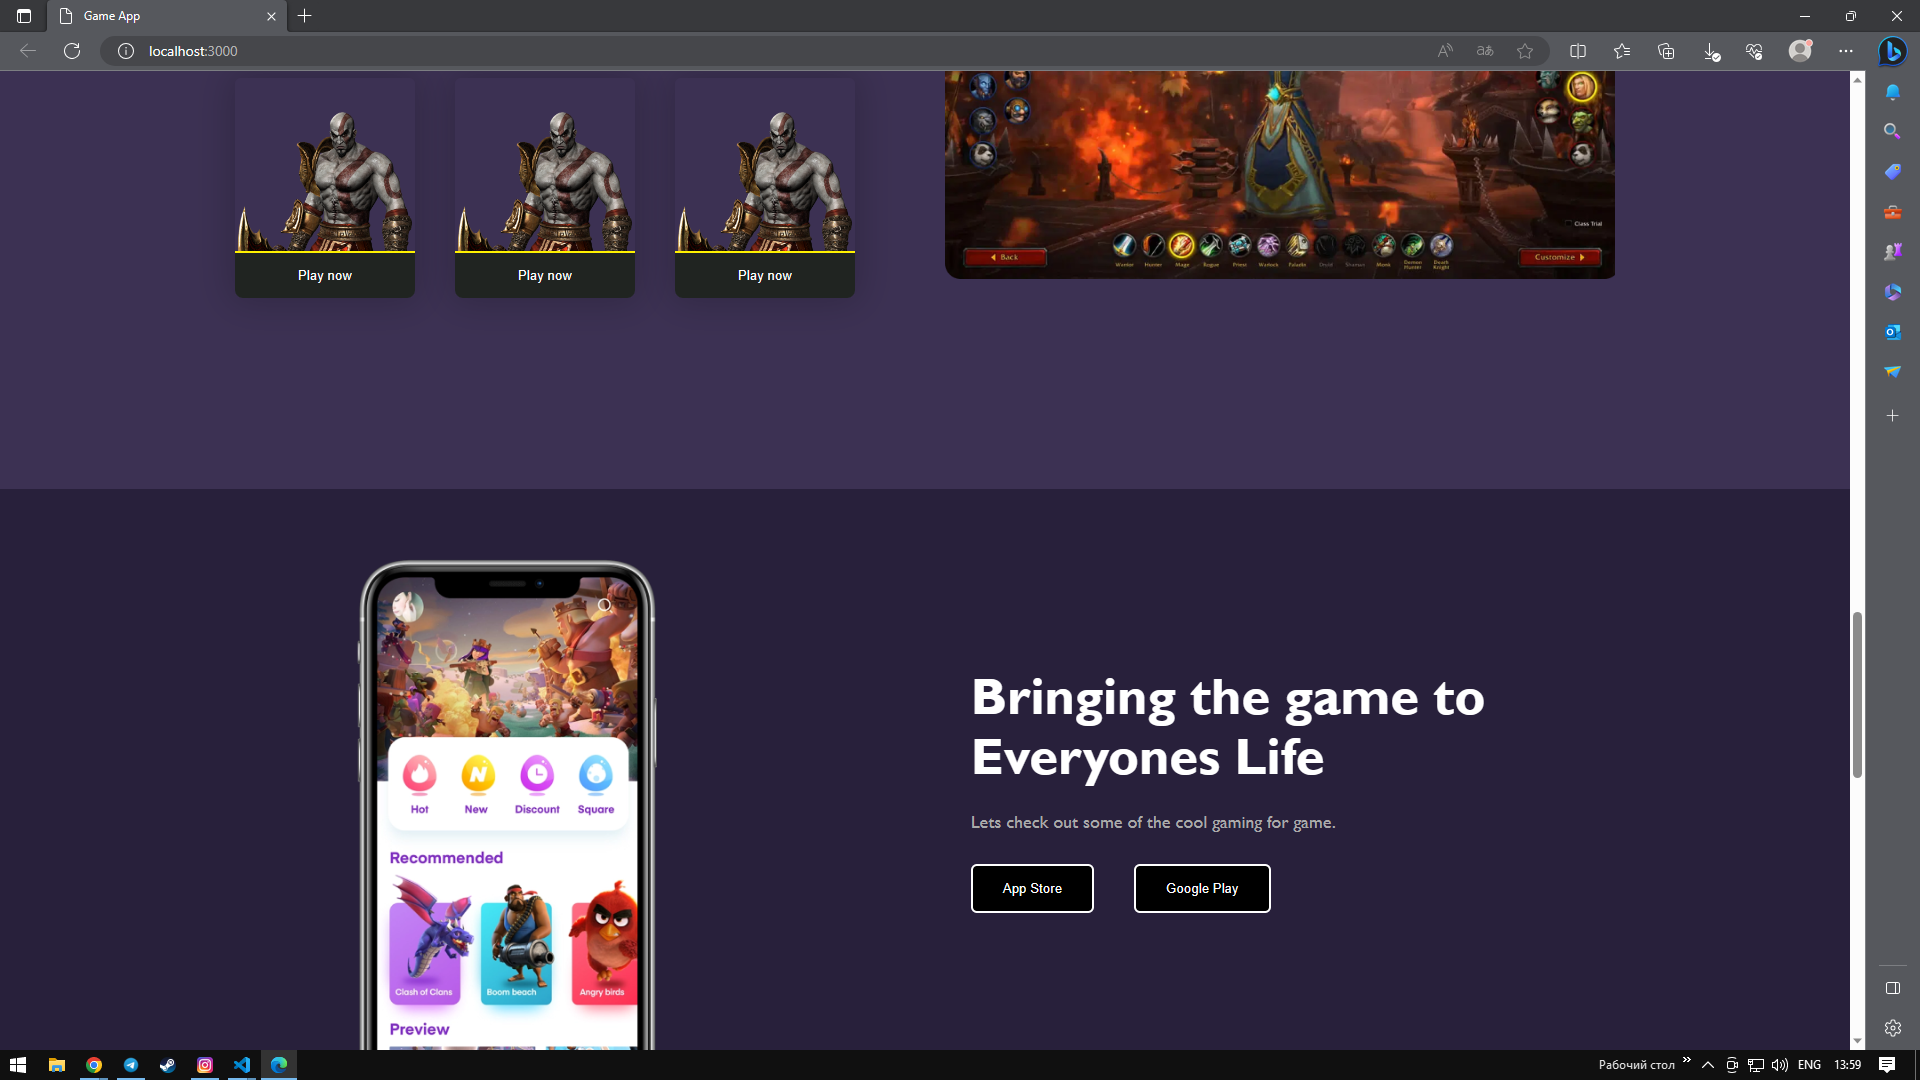 Game App
localhost:3000
Class Trial
Back
Warrior Hunter Mage Rogue Priest Warlock Paladin Druid Shaman Monk Demon Hunter Death Knight
Customize
Play now
Play now
Play now
Hot
New
Discount
Square
Recommended
Clash of Clans
Boom beach
Angry birds
Preview
Bringing the game to
Everyones Life
Lets check out some of the cool gaming for game.
App Store
Google Play
Рабочий стол
ENG
13:59